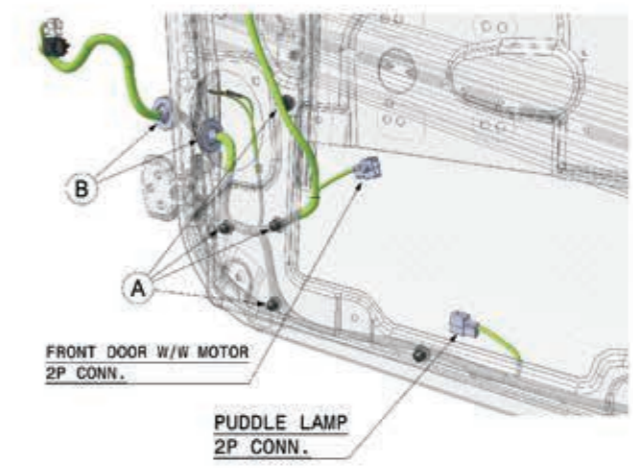 B
A
FRONT DOOR W/W MOTOR
2P CONN.
PUDDLE LAMP
2P CONN.